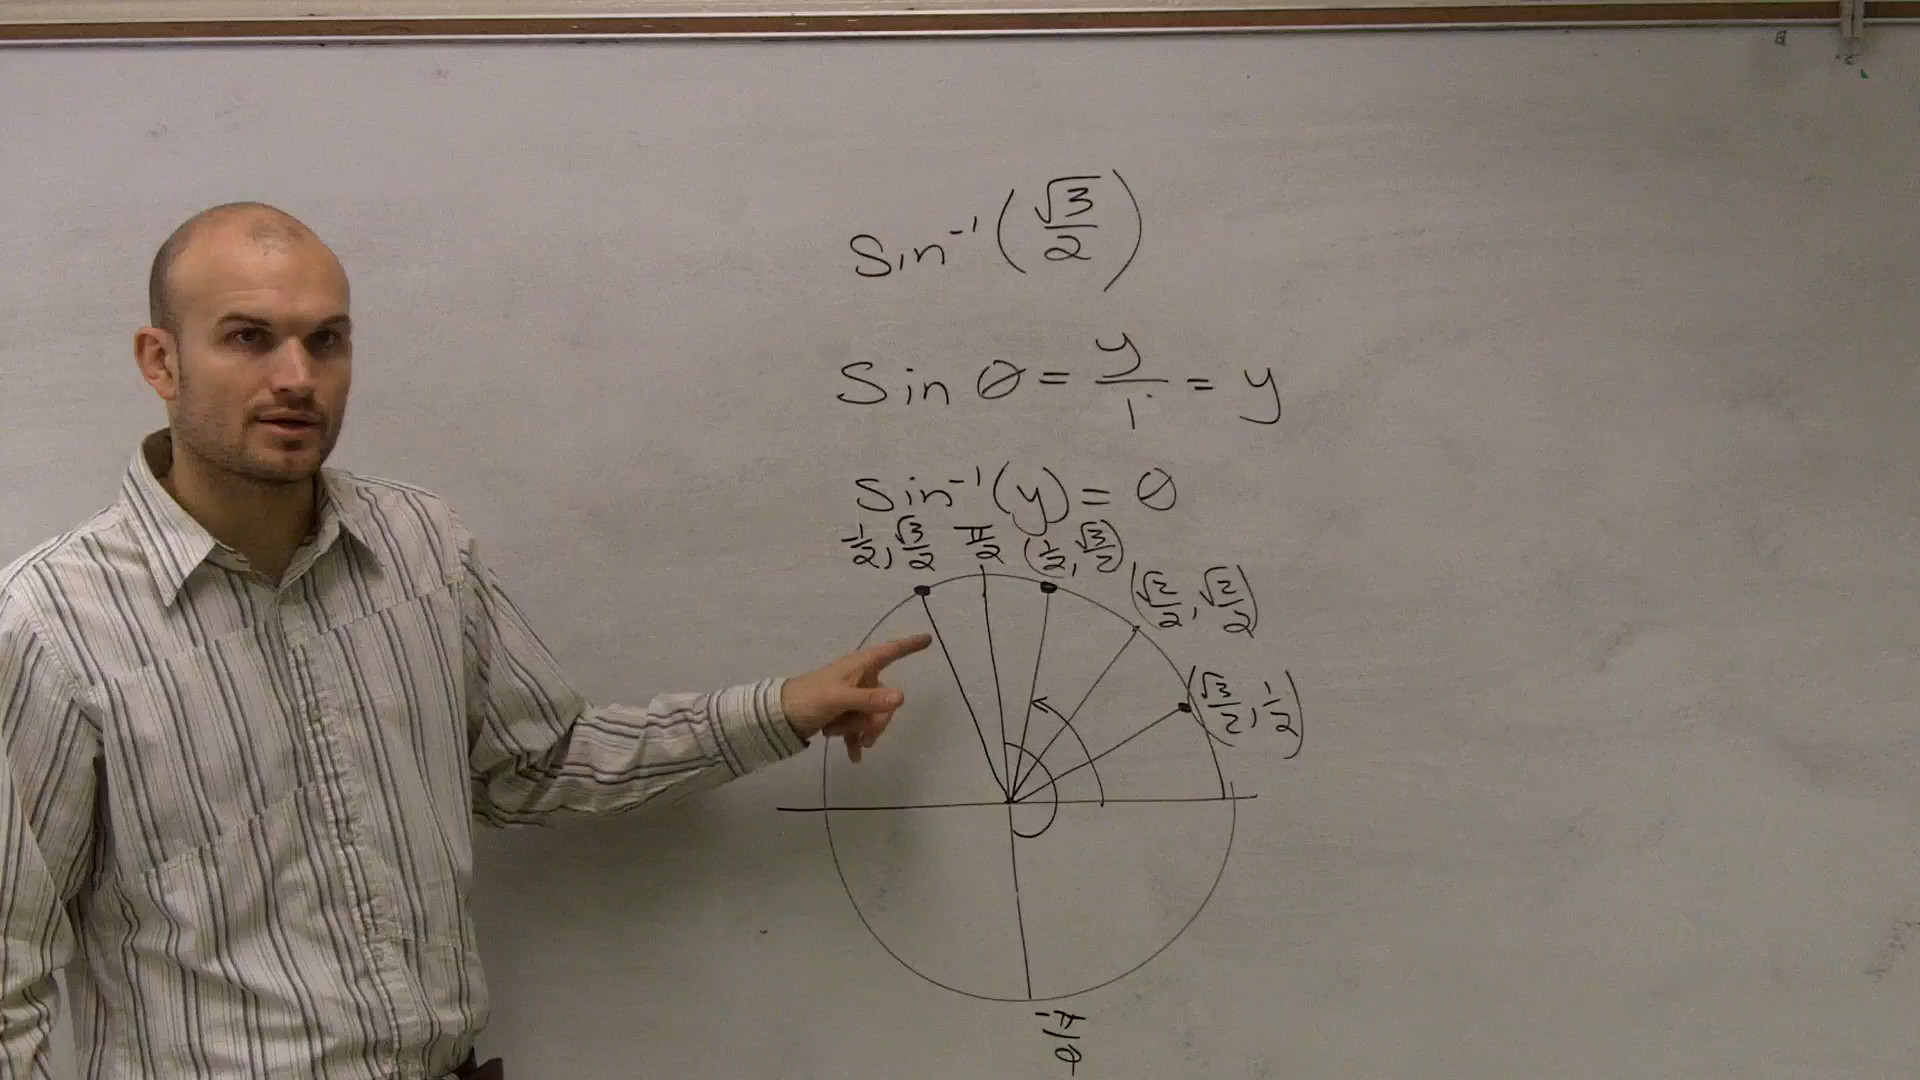 sin⁻¹(√3/2)
sin θ = y/1 = y
sin⁻¹(y) = θ
-1/2, √3/2
π/2
(1/2, √3/2)
(√2/2, √2/2)
(√3/2, 1/2)